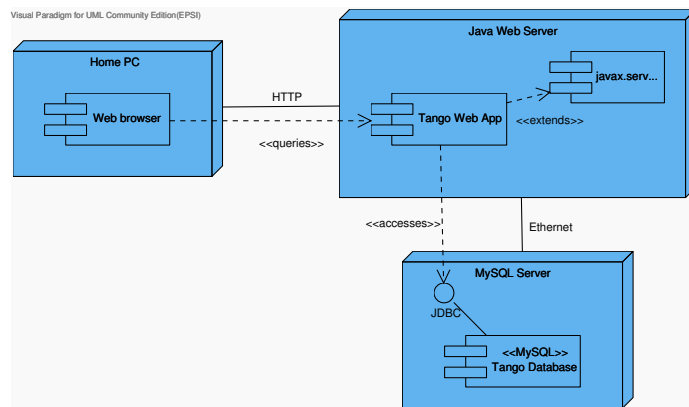 Visual Paradigm for UML Community Edition(EPSI)
Java Web Server
Home PC
javax.serv...
HTTP
Web browser
Tango Web App
<<extends>>
<<queries>>
<<accesses>>
Ethernet
MySQL Server
JDBC
<<MySQL>>
Tango Database